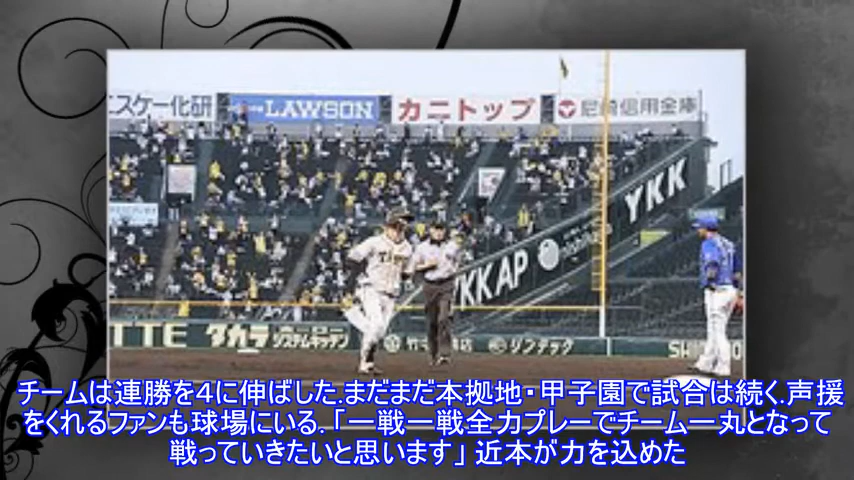 エスケー化研 LAWSON カニトップ 尼崎信用金庫
YKK
YKK AP
タカラ システムキッチン
チームは連勝を４に伸ばした.まだまだ本拠地・甲子園で試合は続く.声援
をくれるファンも球場にいる.「一戦一戦全力プレーでチーム一丸となって
戦っていきたいと思います」 近本が力を込めた